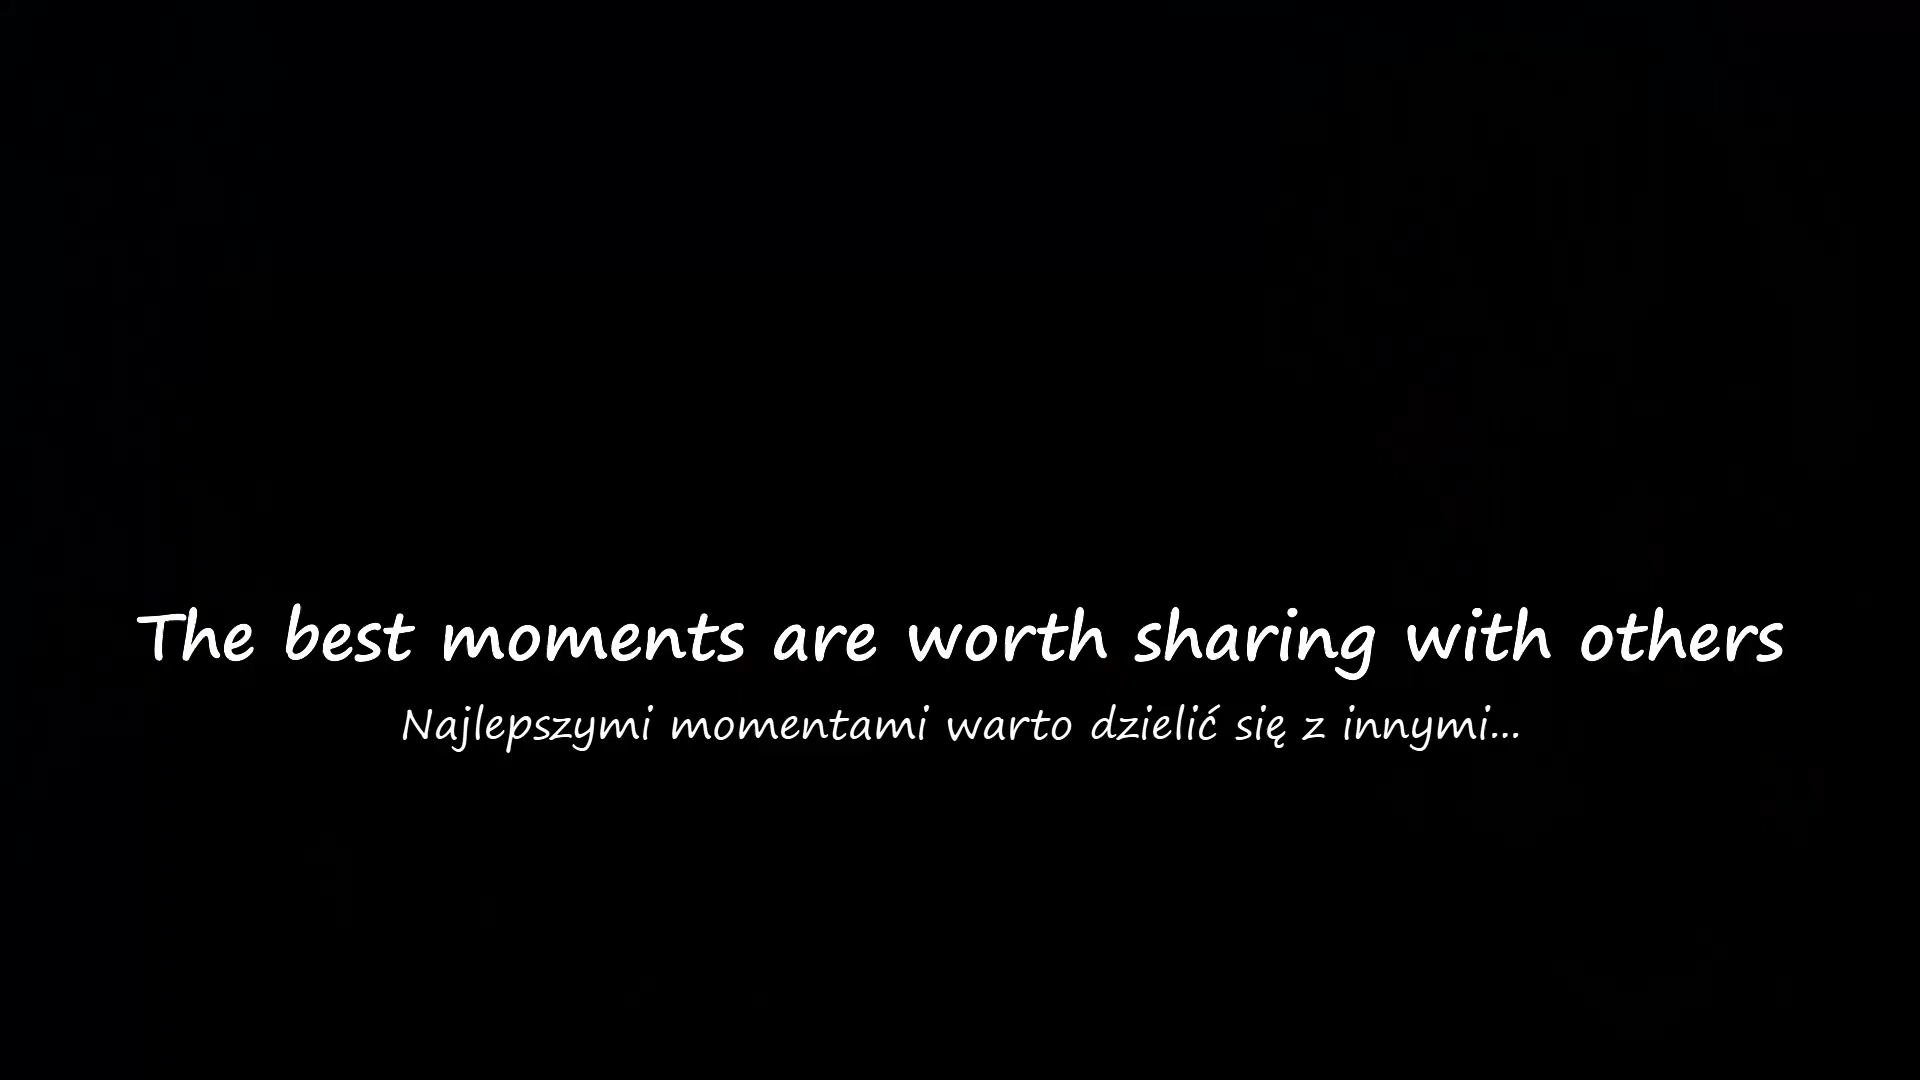 The best moments are worth sharing with others
Najlepszymi momentami warto dzielić się z innymi...